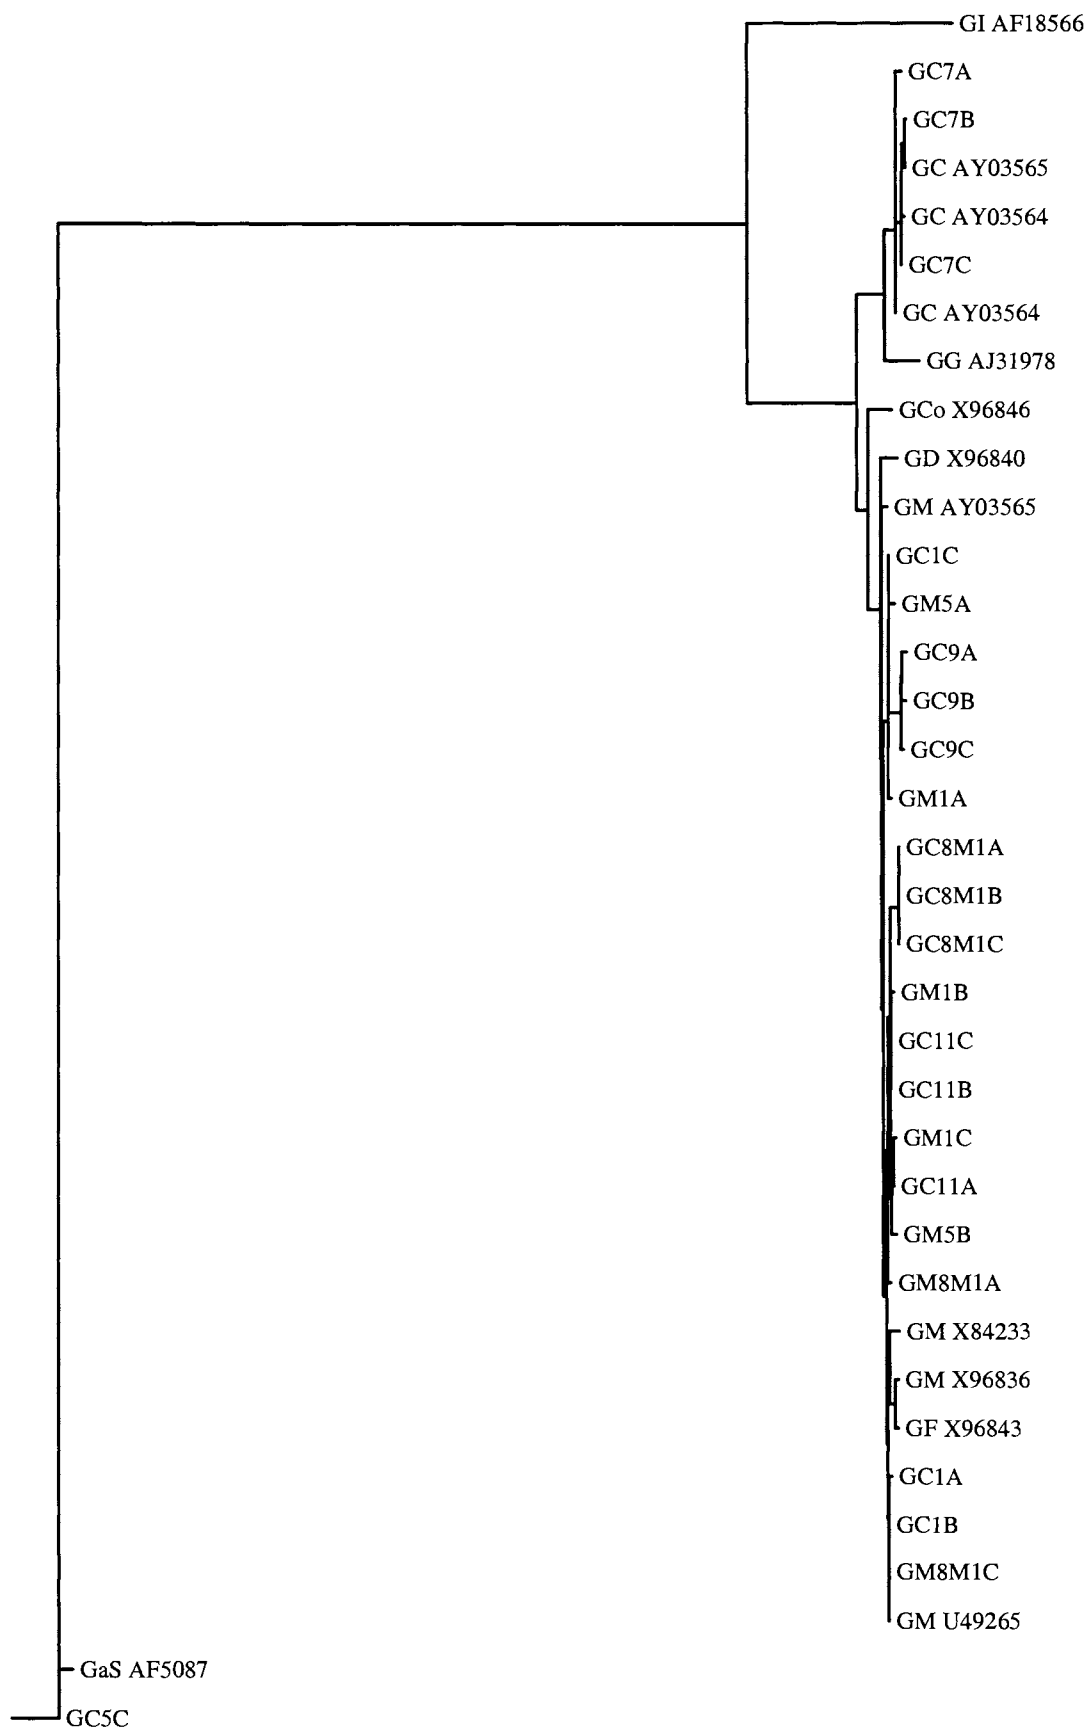 GI AF18566
GC7A
GC7B
GC AY03565
GC AY03564
GC7C
GC AY03564
GG AJ31978
GCo X96846
GD X96840
GM AY03565
GC1C
GM5A
GC9A
GC9B
GC9C
GM1A
GC8M1A
GC8M1B
GC8M1C
GM1B
GC11C
GC11B
GM1C
GC11A
GM5B
GM8M1A
GM X84233
GM X96836
GF X96843
GC1A
GC1B
GM8M1C
GM U49265
GaS AF5087
GC5C